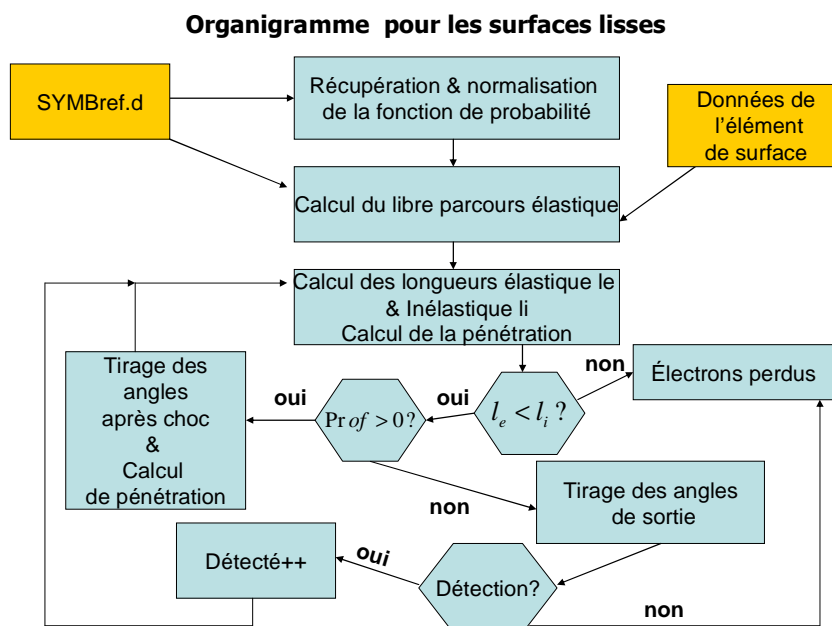 Organigramme pour les surfaces lisses
SYMBref.d
Récupération & normalisation
de la fonction de probabilité
Données de
l'élément
de surface
Calcul du libre parcours élastique
Calcul des longueurs élastique le
& Inélastique li
Calcul de la pénétration
Tirage des
angles
après choc
&
Calcul
de pénétration
oui
Prof > 0 ?
oui
l_e < l_i ?
non
Électrons perdus
non
Tirage des angles
de sortie
Détecté++
oui
Détection?
non